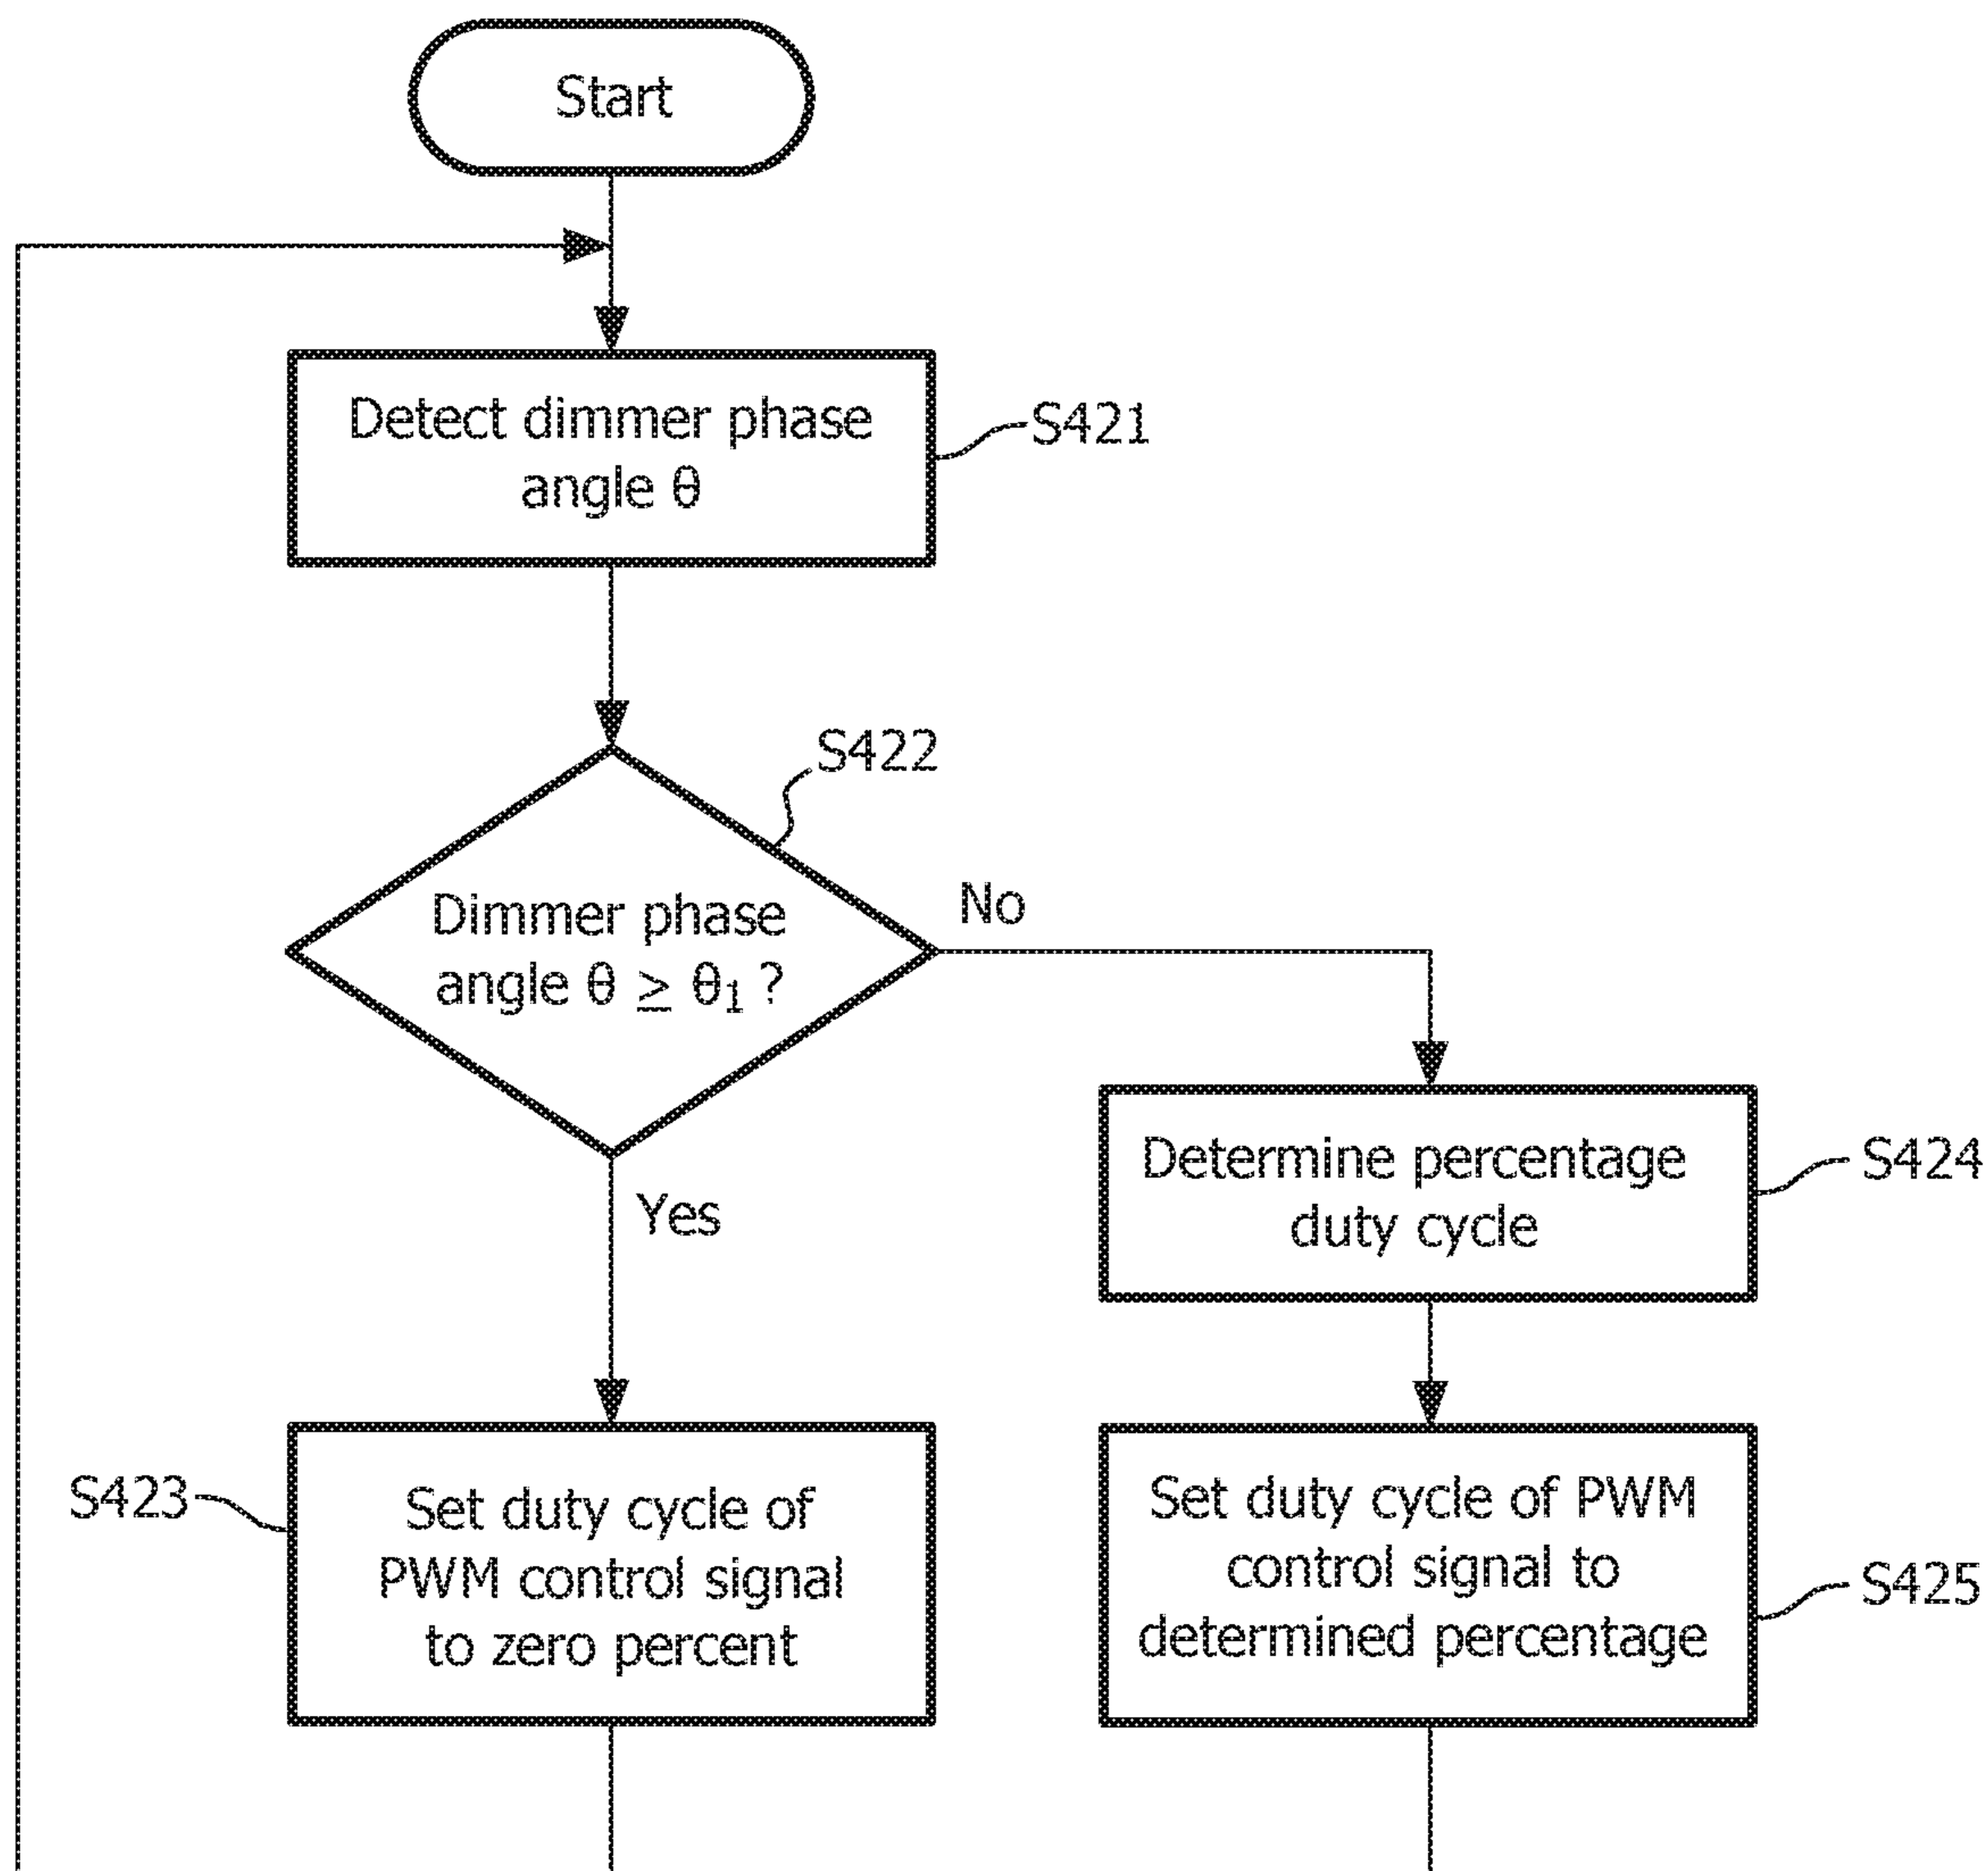 Start
Detect dimmer phase
angle θ
S421
S422
Dimmer phase
angle θ ≥ θ₁ ?
No
Yes
Determine percentage
duty cycle
S424
S423
Set duty cycle of
PWM control signal
to zero percent
Set duty cycle of PWM
control signal to
determined percentage
S425